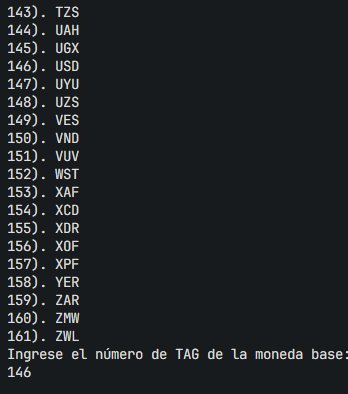 143). TZS
144). UAH
145). UGX
146). USD
147). UYU
148). UZS
149). VES
150). VND
151). VUV
152). WST
153). XAF
154). XCD
155). XDR
156). XOF
157). XPF
158). YER
159). ZAR
160). ZMW
161). ZWL
Ingrese el número de TAG de la moneda base:
146